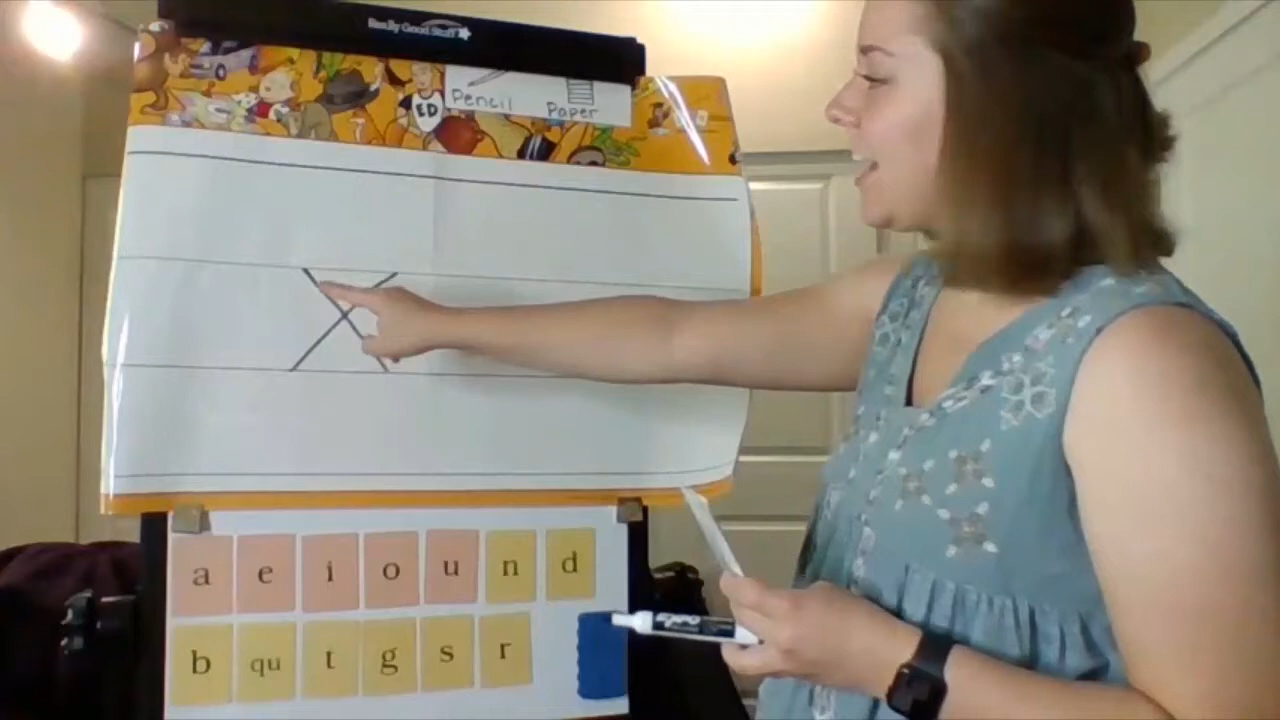 Really Good Stuff
ED
Pencil Paper
x
a e i o u n d
b qu t g s r
EXPO